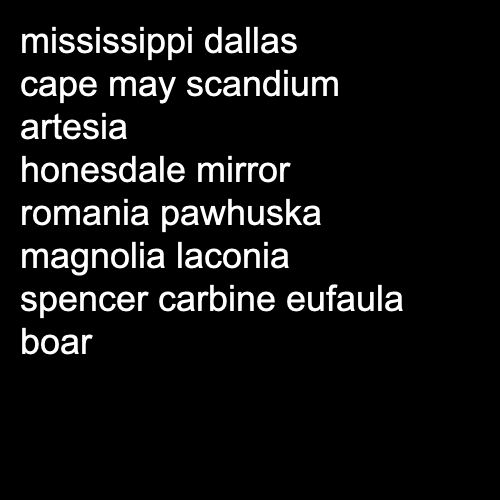 mississippi dallas
cape may scandium
artesia
honesdale mirror
romania pawhuska
magnolia laconia
spencer carbine eufaula
boar